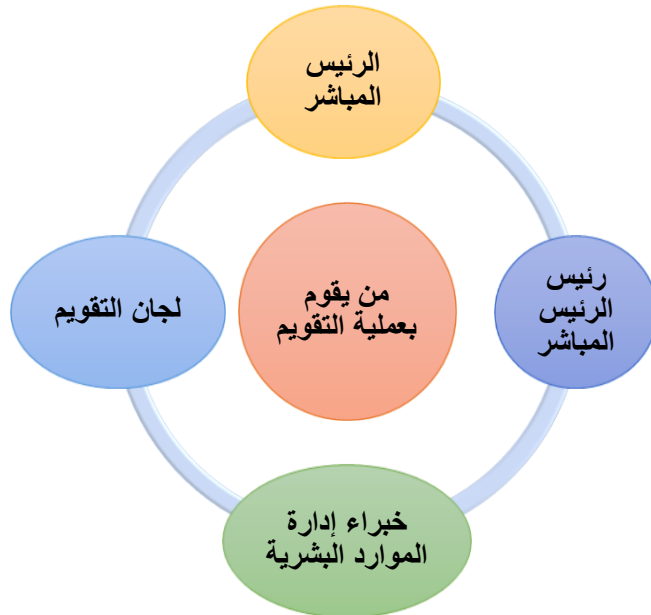 الرئيس
المباشر
رئيس
الرئيس
المباشر
من يقوم
بعملية التقويم
لجان التقويم
خبراء إدارة
الموارد البشرية